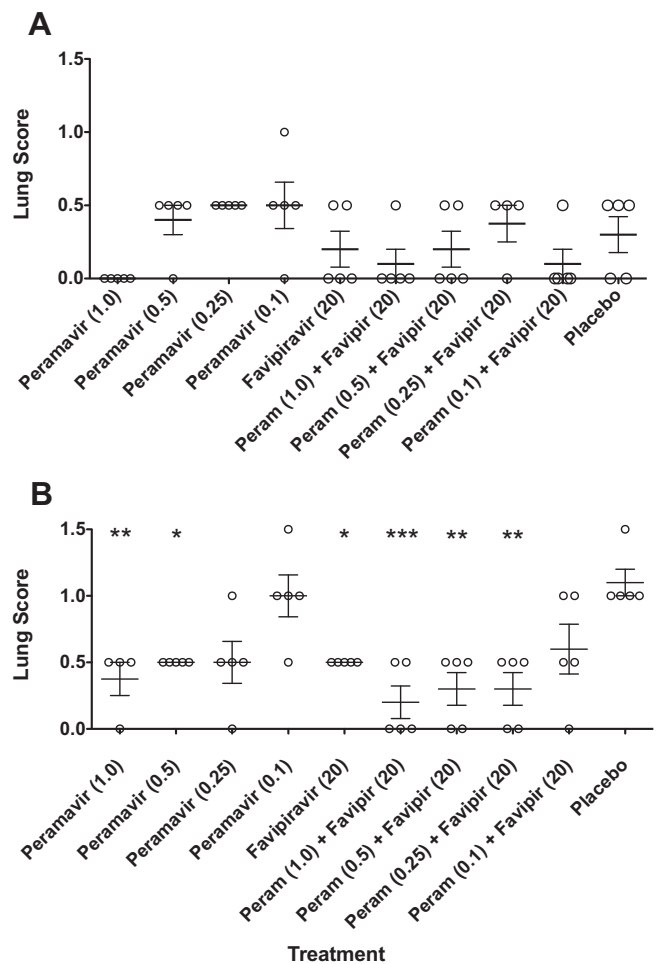 A
1.5
1.0
0.5
0.0
Lung Score
Peramavir (1.0)
Peramavir (0.5)
Peramavir (0.25)
Peramavir (0.1)
Favipiravir (20)
Peram (1.0) + Favipir (20)
Peram (0.5) + Favipir (20)
Peram (0.25) + Favipir (20)
Peram (0.1) + Favipir (20)
Placebo
B
** * * *** ** **
1.5
1.0
0.5
0.0
Lung Score
Peramavir (1.0)
Peramavir (0.5)
Peramavir (0.25)
Peramavir (0.1)
Favipiravir (20)
Peram (1.0) + Favipir (20)
Peram (0.5) + Favipir (20)
Peram (0.25) + Favipir (20)
Peram (0.1) + Favipir (20)
Placebo
Treatment